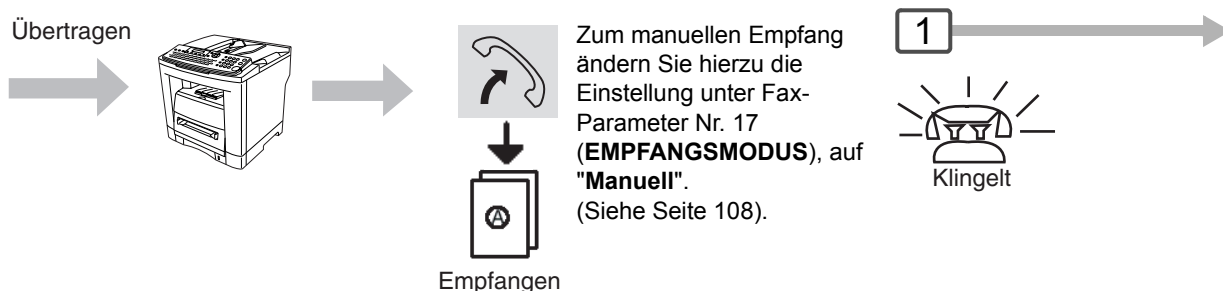 Übertragen
Zum manuellen Empfang
ändern Sie hierzu die
Einstellung unter Fax-
Parameter Nr. 17
(EMPFANGSMODUS), auf
"Manuell".
(Siehe Seite 108).
A
Empfangen
1
Klingelt